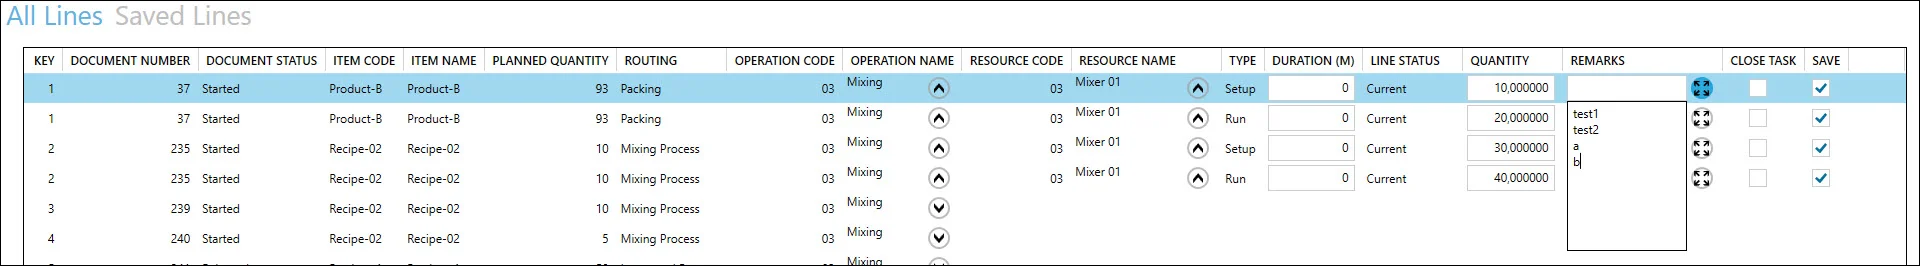 All Lines Saved Lines
KEY DOCUMENT NUMBER DOCUMENT STATUS ITEM CODE ITEM NAME PLANNED QUANTITY ROUTING OPERATION CODE OPERATION NAME RESOURCE CODE RESOURCE NAME TYPE DURATION (M) LINE STATUS QUANTITY REMARKS CLOSE TASK SAVE
1 37 Started Product-B Product-B 93 Packing 03 Mixing 03 Mixer 01 Setup 0 Current 10,000000
1 37 Started Product-B Product-B 93 Packing 03 Mixing 03 Mixer 01 Run 0 Current 20,000000 test1
test2
2 235 Started Recipe-02 Recipe-02 10 Mixing Process 03 Mixing 03 Mixer 01 Setup 0 Current 30,000000 a
b
2 235 Started Recipe-02 Recipe-02 10 Mixing Process 03 Mixing 03 Mixer 01 Run 0 Current 40,000000
3 239 Started Recipe-02 Recipe-02 10 Mixing Process 03 Mixing
4 240 Started Recipe-02 Recipe-02 5 Mixing Process 03 Mixing
Mixing